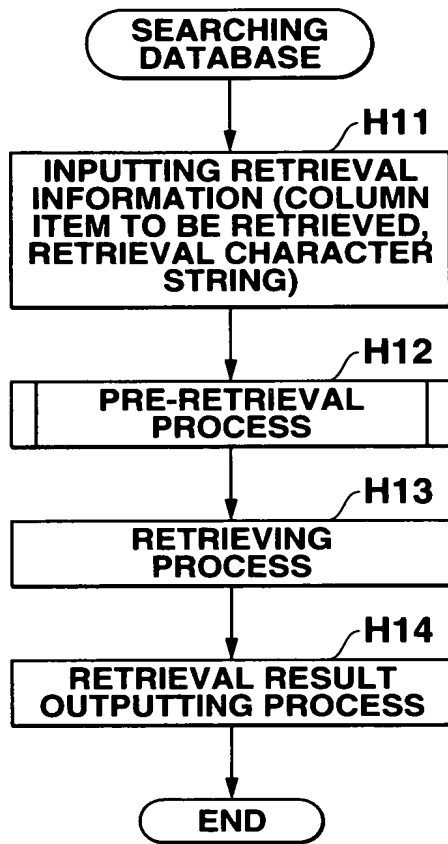 SEARCHING
DATABASE
H11
INPUTTING RETRIEVAL
INFORMATION (COLUMN
ITEM TO BE RETRIEVED,
RETRIEVAL CHARACTER
STRING)
H12
PRE-RETRIEVAL
PROCESS
H13
RETRIEVING
PROCESS
H14
RETRIEVAL RESULT
OUTPUTTING PROCESS
END